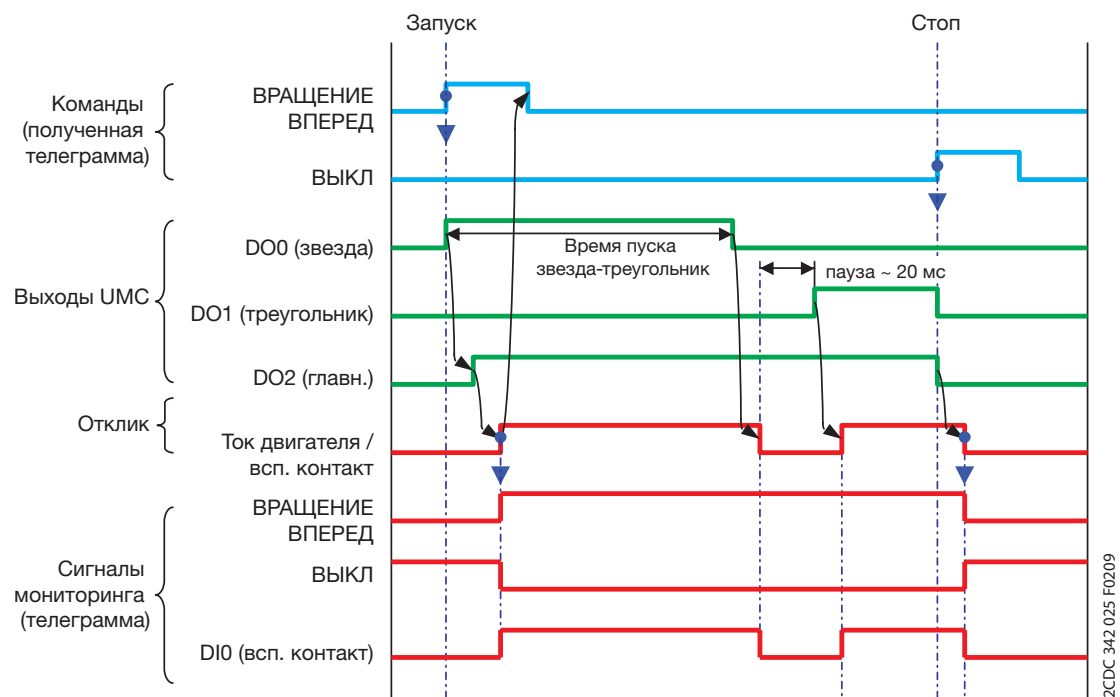 Запуск
Стоп
Команды
(полученная
телеграмма)
ВРАЩЕНИЕ
ВПЕРЕД
ВЫКЛ
Выходы UMC
DO0 (звезда)
Время пуска
звезда-треугольник
пауза ~ 20 мс
DO1 (треугольник)
DO2 (главн.)
Отклик
Ток двигателя /
всп. контакт
Сигналы
мониторинга
(телеграмма)
ВРАЩЕНИЕ
ВПЕРЕД
ВЫКЛ
DI0 (всп. контакт)
2CDC 342 025 F0209